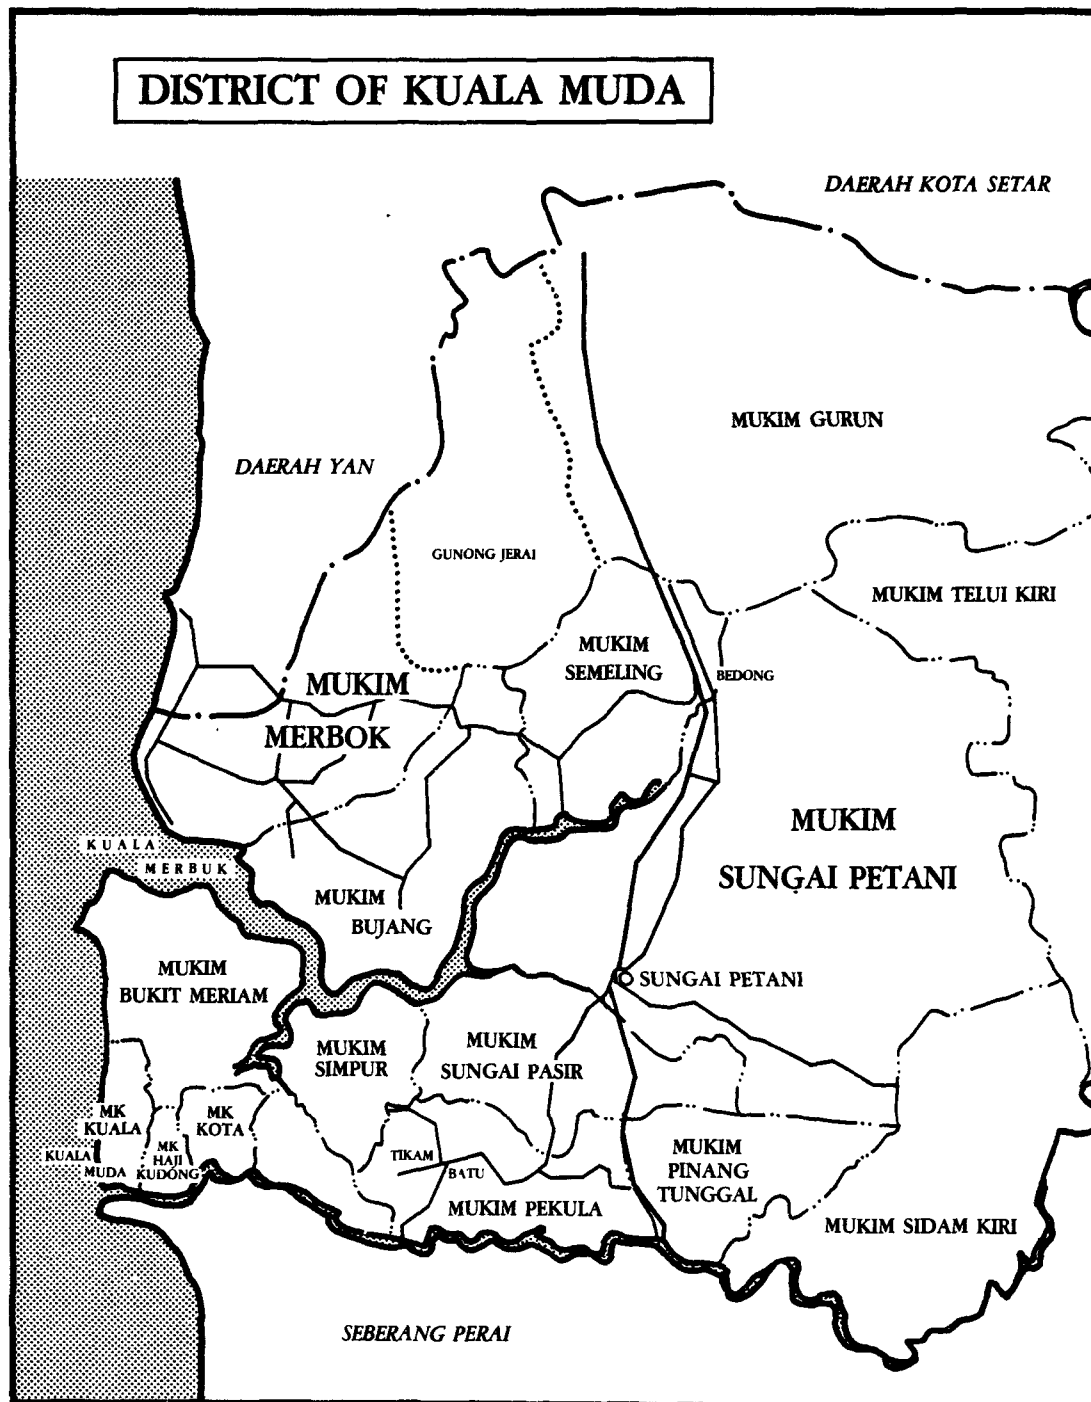 DISTRICT OF KUALA MUDA
DAERAH KOTA SETAR
MUKIM GURUN
DAERAH YAN
GUNONG JERAI
MUKIM TELUI KIRI
MUKIM
SEMELING
BEDONG
MUKIM
MERBOK
MUKIM
SUNGAI PETANI
KUALA
MERBUK
MUKIM
BUJANG
MUKIM
BUKIT MERIAM
SUNGAI PETANI
MUKIM
SIMPUR
MUKIM
SUNGAI PASIR
MK
KUALA
MK
KOTA
MK
HAJI
KUDONG
KUALA
MUDA
TIKAM
BATU
MUKIM
PINANG
TUNGGAL
MUKIM PEKULA
MUKIM SIDAM KIRI
SEBERANG PERAI